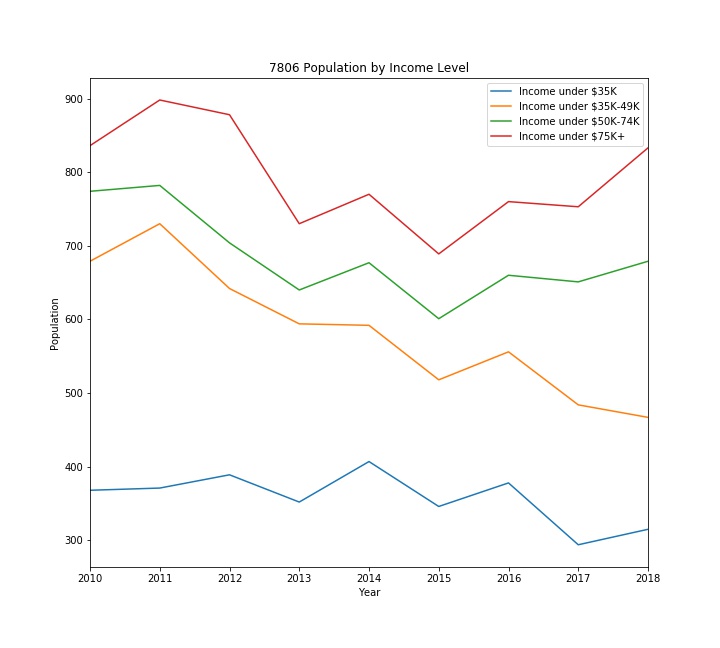 7806 Population by Income Level
Income under $35K
Income under $35K-49K
Income under $50K-74K
Income under $75K+
900
800
700
600
500
400
300
Population
2010 2011 2012 2013 2014 2015 2016 2017 2018
Year